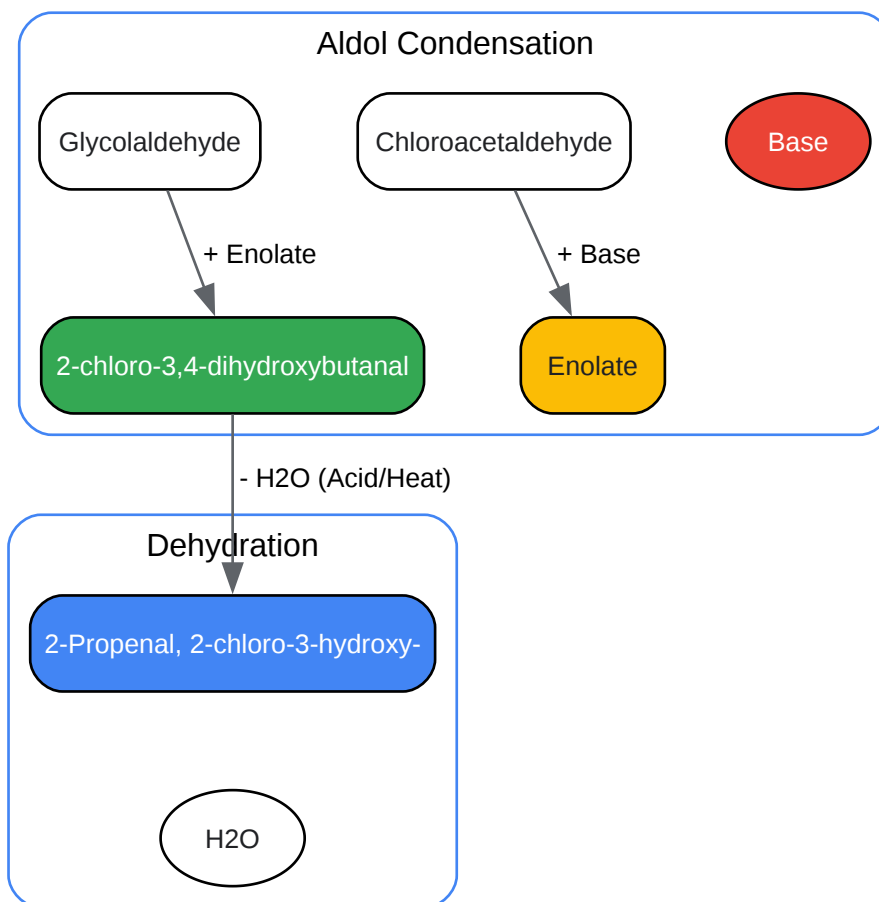 Aldol Condensation
Glycolaldehyde
Chloroacetaldehyde
Base
+ Enolate
+ Base
2-chloro-3,4-dihydroxybutanal
Enolate
- H2O (Acid/Heat)
Dehydration
2-Propenal, 2-chloro-3-hydroxy-
H2O